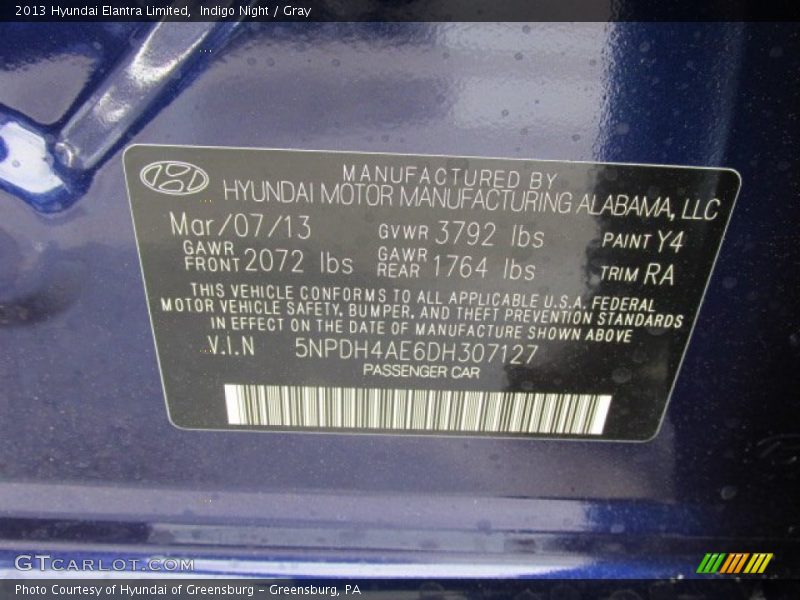 2013 Hyundai Elantra Limited, Indigo Night / Gray
MANUFACTURED BY
HYUNDAI MOTOR MANUFACTURING ALABAMA, LLC
Mar/07/13 GVWR 3792 lbs PAINT Y4
GAWR FRONT 2072 lbs GAWR REAR 1764 lbs TRIM RA
THIS VEHICLE CONFORMS TO ALL APPLICABLE U.S.A. FEDERAL
MOTOR VEHICLE SAFETY, BUMPER, AND THEFT PREVENTION STANDARDS
IN EFFECT ON THE DATE OF MANUFACTURE SHOWN ABOVE
V.I.N 5NPDH4AE6DH307127
PASSENGER CAR
GTCARLOT.COM
Photo Courtesy of Hyundai of Greensburg - Greensburg, PA